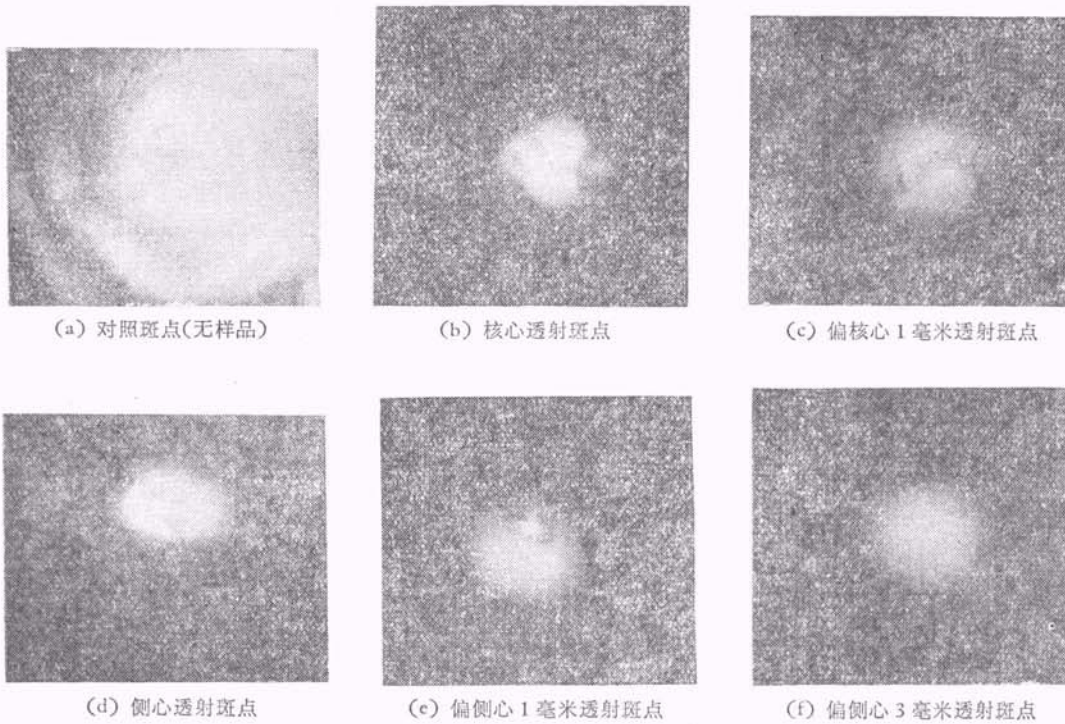 (a) 对照斑点(无样品)
(b) 核心透射斑点
(c) 偏核心 1 毫米透射斑点
(d) 侧心透射斑点
(e) 偏侧心 1 毫米透射斑点
(f) 偏侧心 3 毫米透射斑点